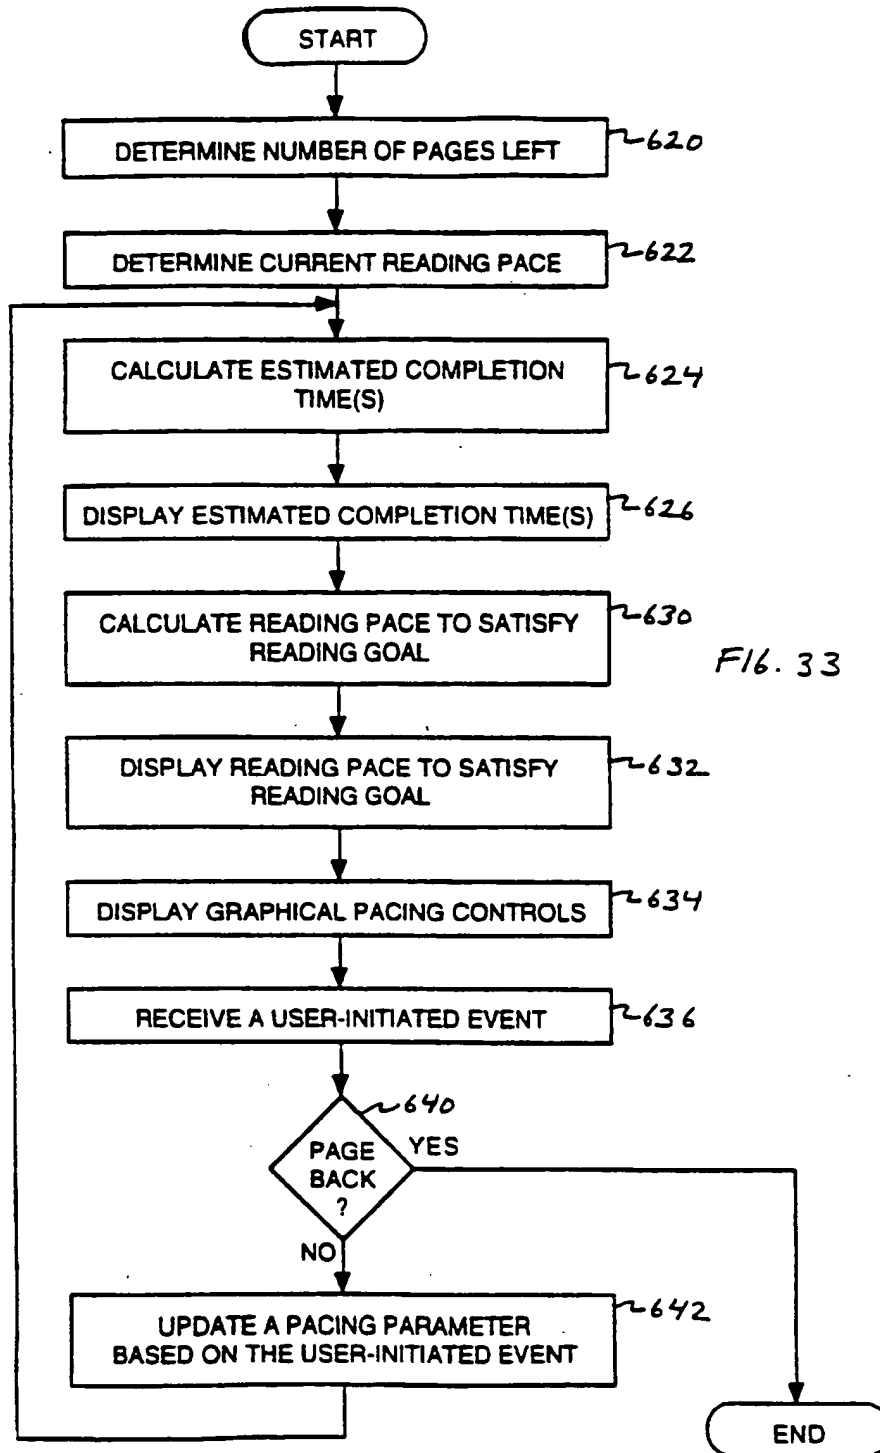 START
DETERMINE NUMBER OF PAGES LEFT
620
DETERMINE CURRENT READING PACE
622
CALCULATE ESTIMATED COMPLETION
TIME(S)
624
DISPLAY ESTIMATED COMPLETION TIME(S)
626
CALCULATE READING PACE TO SATISFY
READING GOAL
630
FIG. 33
DISPLAY READING PACE TO SATISFY
READING GOAL
632
DISPLAY GRAPHICAL PACING CONTROLS
634
RECEIVE A USER-INITIATED EVENT
636
640
PAGE
BACK
?
YES
NO
UPDATE A PACING PARAMETER
BASED ON THE USER-INITIATED EVENT
642
END